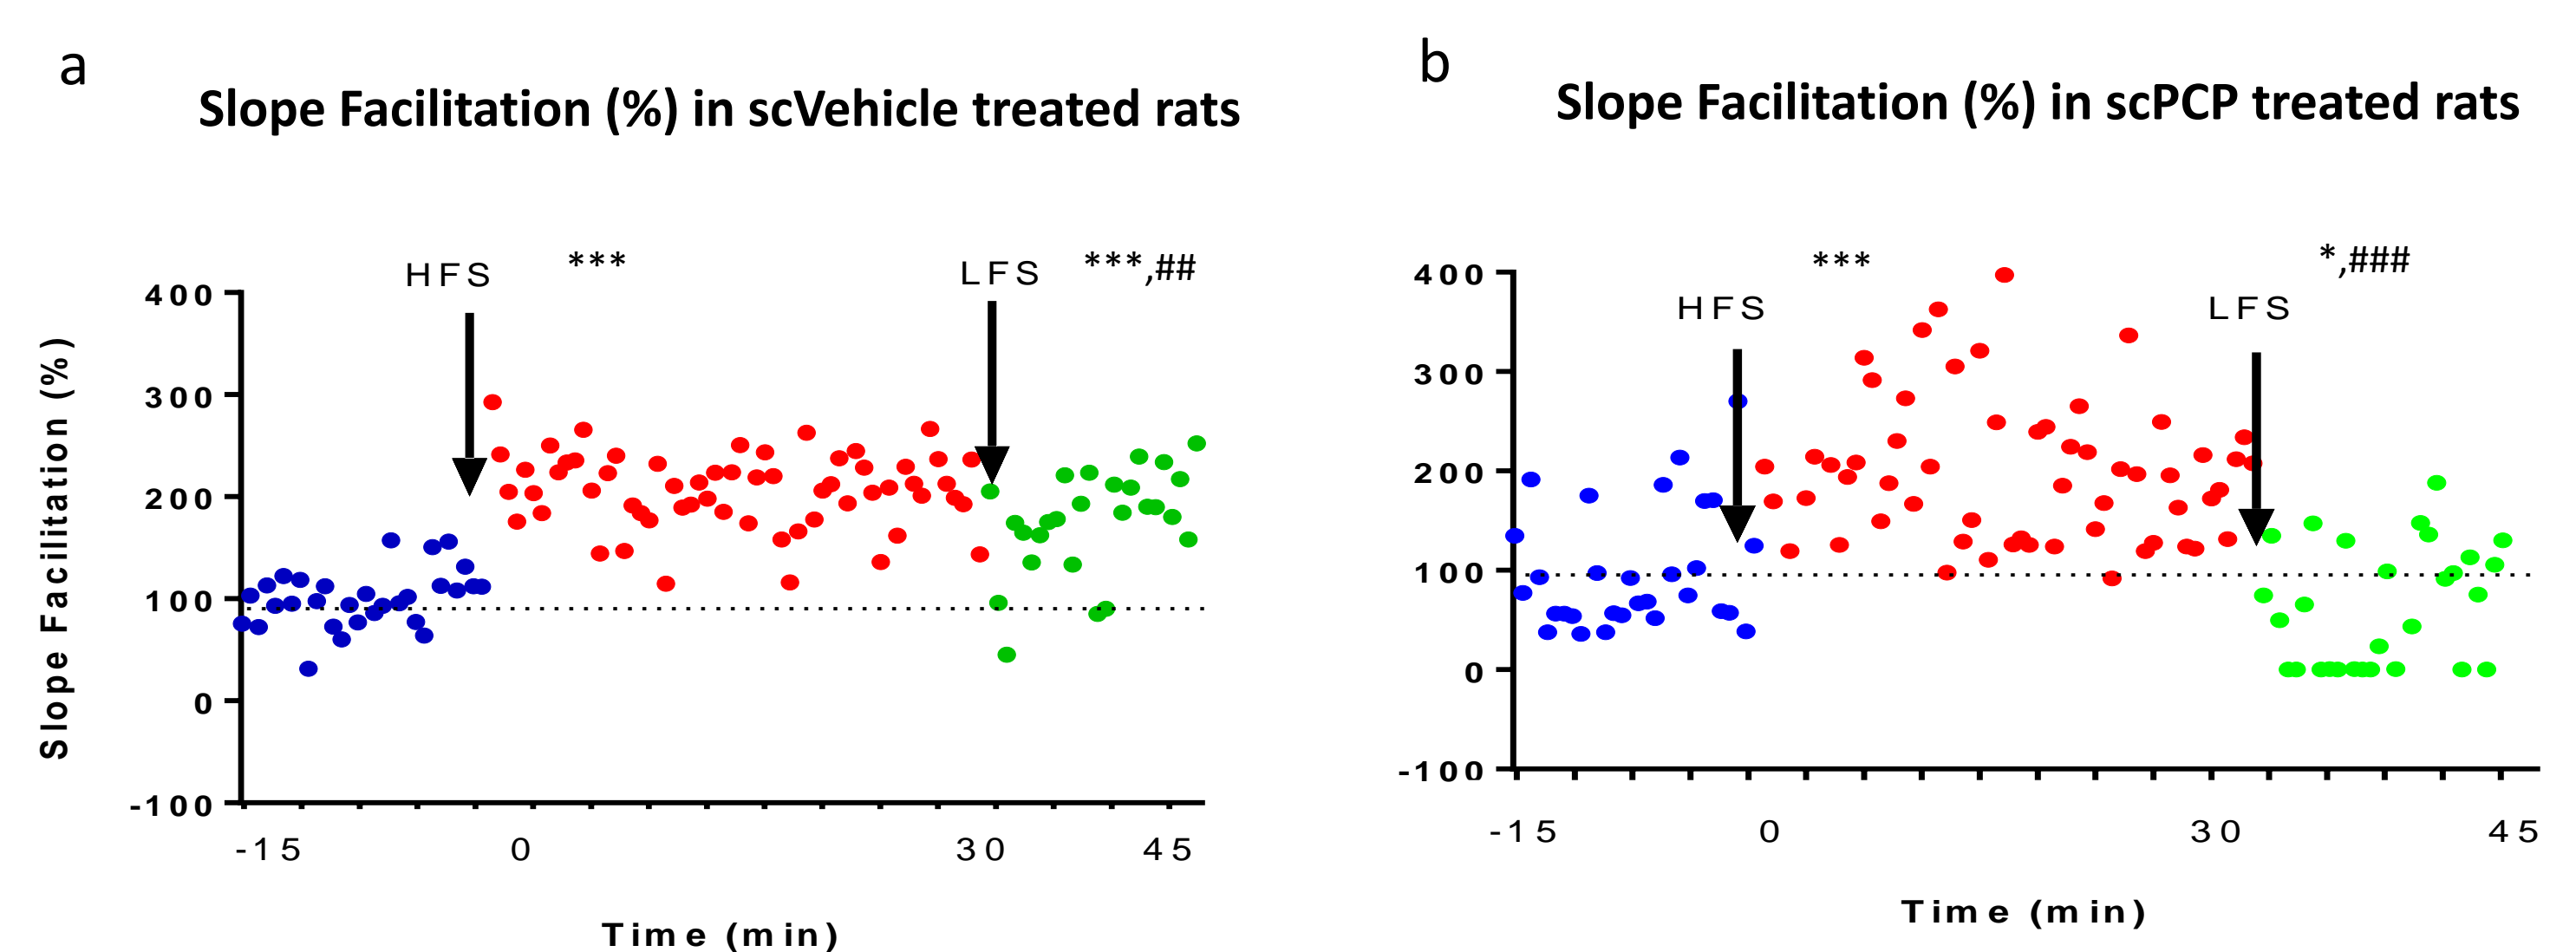 a
Slope Facilitation (%) in scVehicle treated rats
HFS
***
LFS
***,##
400
300
200
100
0
-100
Slope Facilitation (%)
-15
0
30
45
Time (min)
b
Slope Facilitation (%) in scPCP treated rats
HFS
***
LFS
*,###
400
300
200
100
0
-100
-15
0
30
45
Time (min)